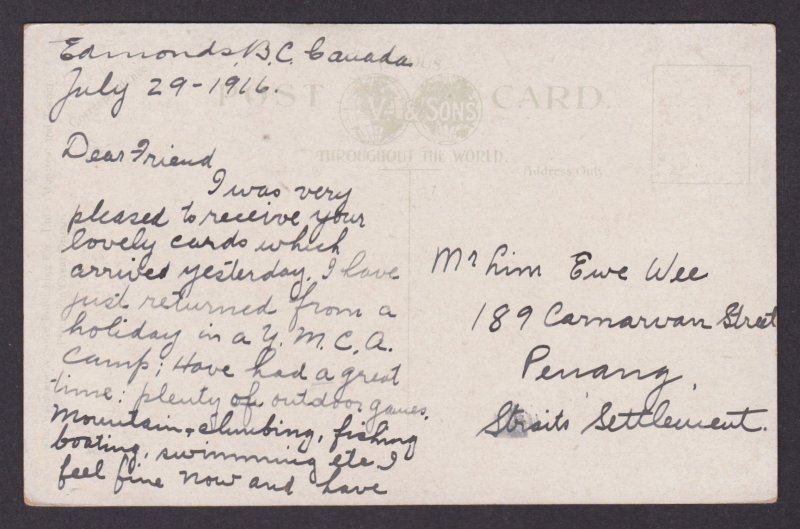 Edmonds, B.C. Canada
July 29-1916.
POST CARD.
& SONS
THROUGHOUT THE WORLD.
Address Only.
Dear Friend
I was very
pleased to receive your
lovely cards which
arrived yesterday. I have
just returned from a
holiday in a Y. M. C. A.
Camp; Have had a great
time; plenty of outdoor games,
Mountain-climbing, fishing
boating, swimming etc. I
feel fine now and have
Mr Lim Ewe Wee
189 Carnarvan Street
Penang,
Straits Settlement.